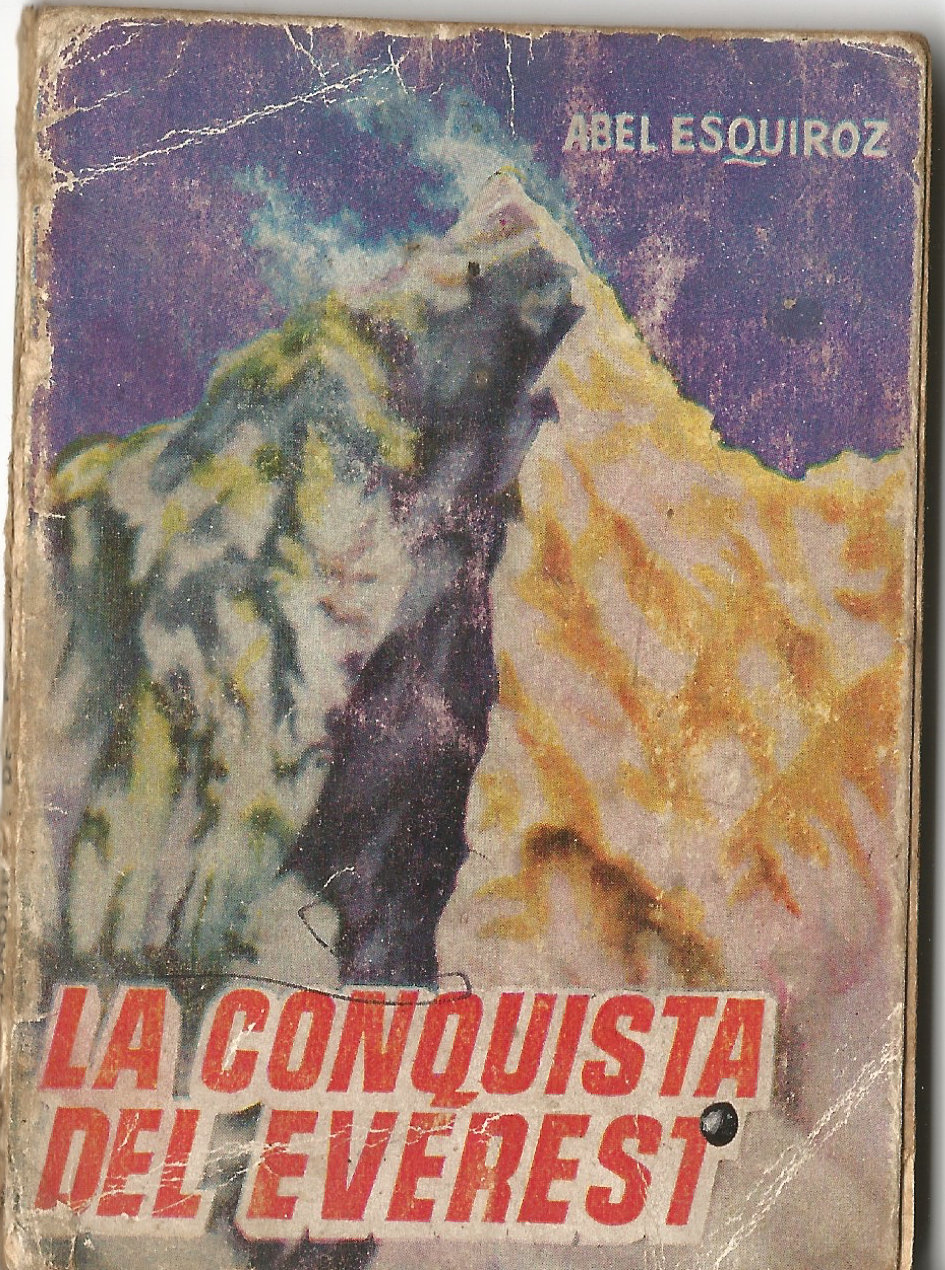 ABEL ESQUIROZ
LA CONQUISTA
DEL EVEREST